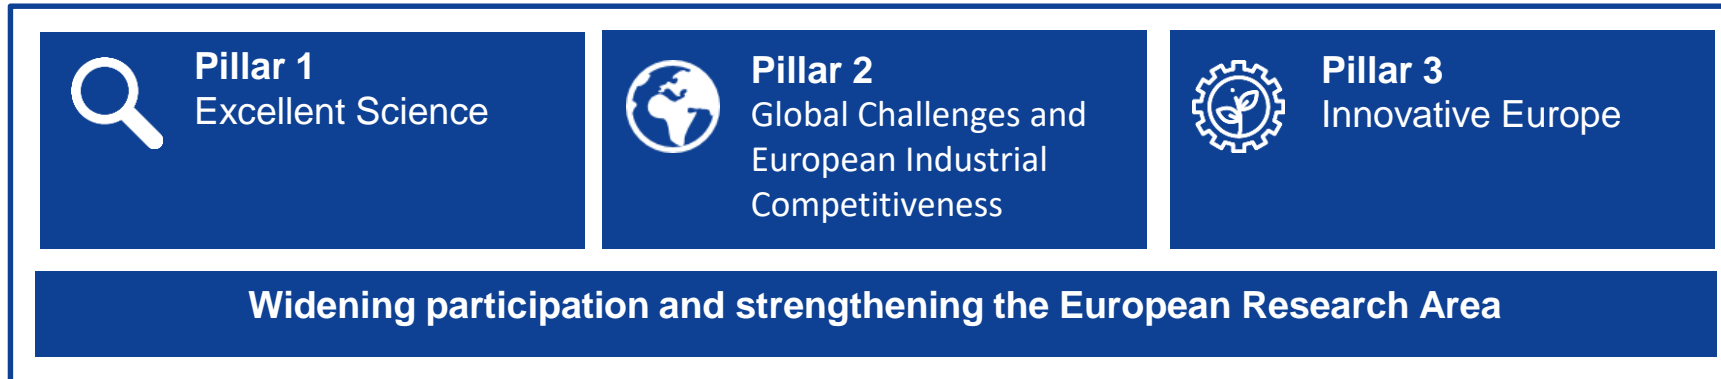 Pillar 1
Excellent Science
Pillar 2
Global Challenges and
European Industrial
Competitiveness
Pillar 3
Innovative Europe
Widening participation and strengthening the European Research Area